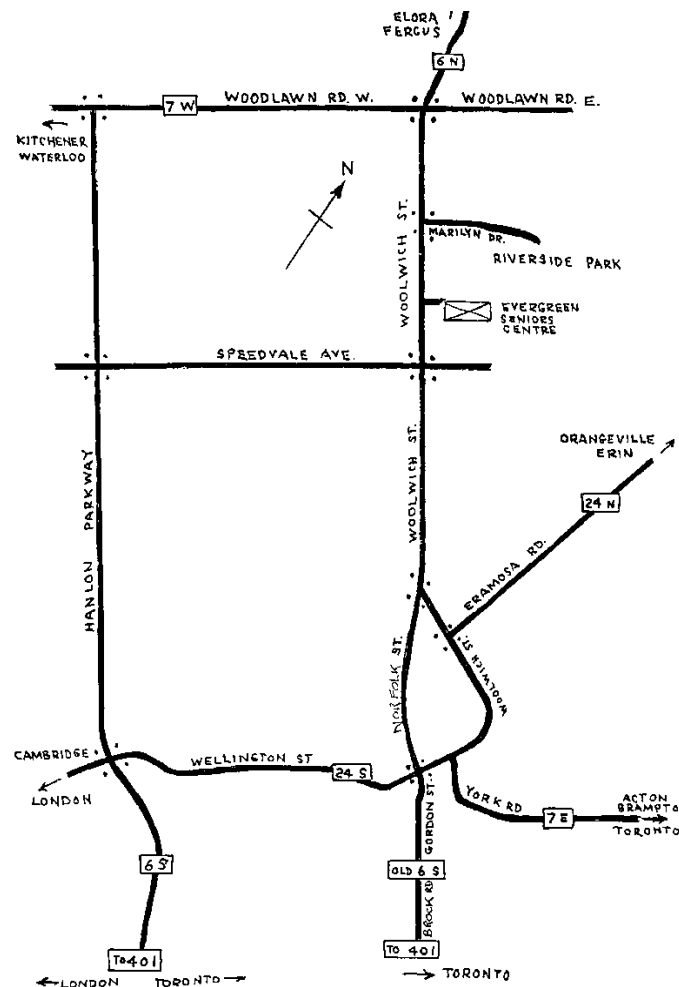 ELORA
FERGUS
6 N
WOODLAWN RD. W.
WOODLAWN RD. E.
7 W
KITCHENER
WATERLOO
N
WOOLWICH ST.
MARILYN DR.
RIVERSIDE PARK
EVERGREEN
SENIORS
CENTRE
SPEEDVALE AVE.
HANLON PARKWAY
WOOLWICH ST.
ORANGEVILLE
ERIN
24 N
ERAMOSA RD.
WOOLWICH ST.
NORFOLK ST.
CAMBRIDGE
WELLINGTON ST
24 S
LONDON
YORK RD
7 E
ACTON
BRAMPTO
TORONTO
GORDON ST.
BROCK RD
6 S
OLD 6 S
TO 401
TO 401
LONDON TORONTO
TORONTO